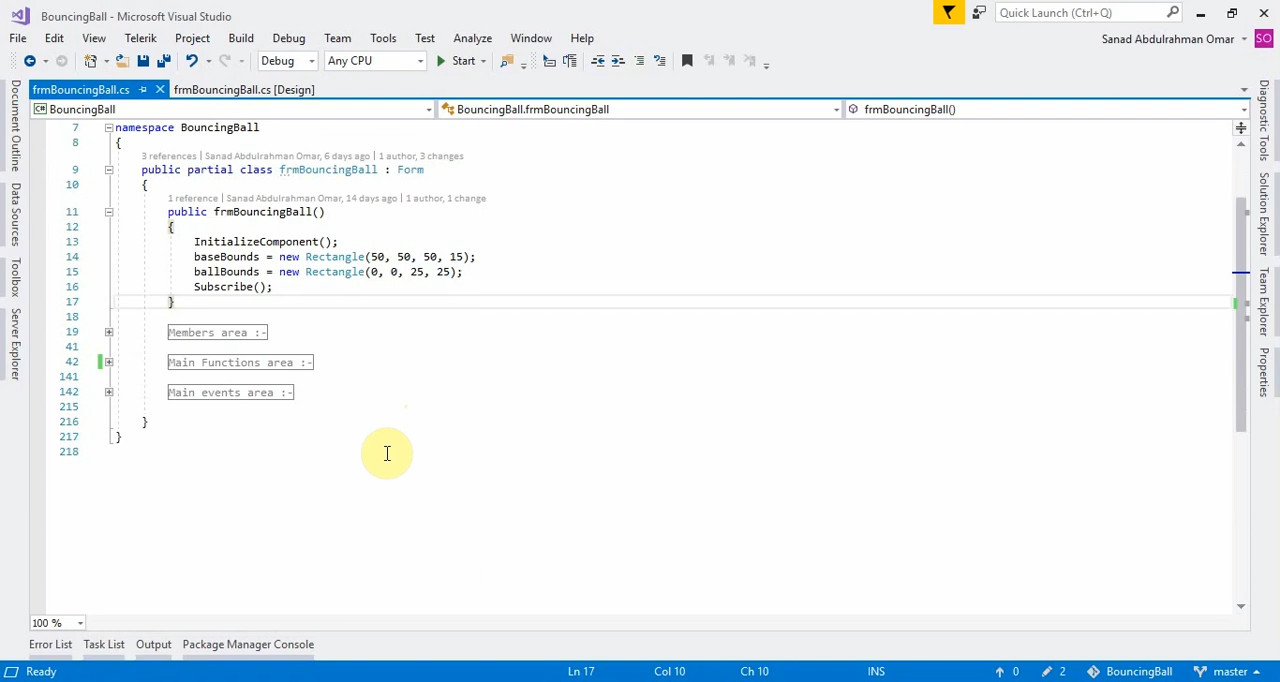 BouncingBall - Microsoft Visual Studio
Quick Launch (Ctrl+Q)
File Edit View Telerik Project Build Debug Team Tools Test Analyze Window Help
Sanad Abdulrahman Omar SO
Debug Any CPU Start
frmBouncingBall.cs frmBouncingBall.cs [Design]
C# BouncingBall BouncingBall.frmBouncingBall frmBouncingBall()
Document Outline
Data Sources
Toolbox
Server Explorer
7 namespace BouncingBall
8 {
3 references | Sanad Abdulrahman Omar, 6 days ago | 1 author, 3 changes
9 public partial class frmBouncingBall : Form
10 {
1 reference | Sanad Abdulrahman Omar, 14 days ago | 1 author, 1 change
11 public frmBouncingBall()
12 {
13 InitializeComponent();
14 baseBounds = new Rectangle(50, 50, 50, 15);
15 ballBounds = new Rectangle(0, 0, 25, 25);
16 Subscribe();
17 }
18
19 Members area :-
41
42 Main Functions area :-
141
142 Main events area :-
215
216 }
217 }
218
Diagnostic Tools
Solution Explorer
Team Explorer
Properties
100 %
Error List Task List Output Package Manager Console
Ready Ln 17 Col 10 Ch 10 INS 0 2 BouncingBall master